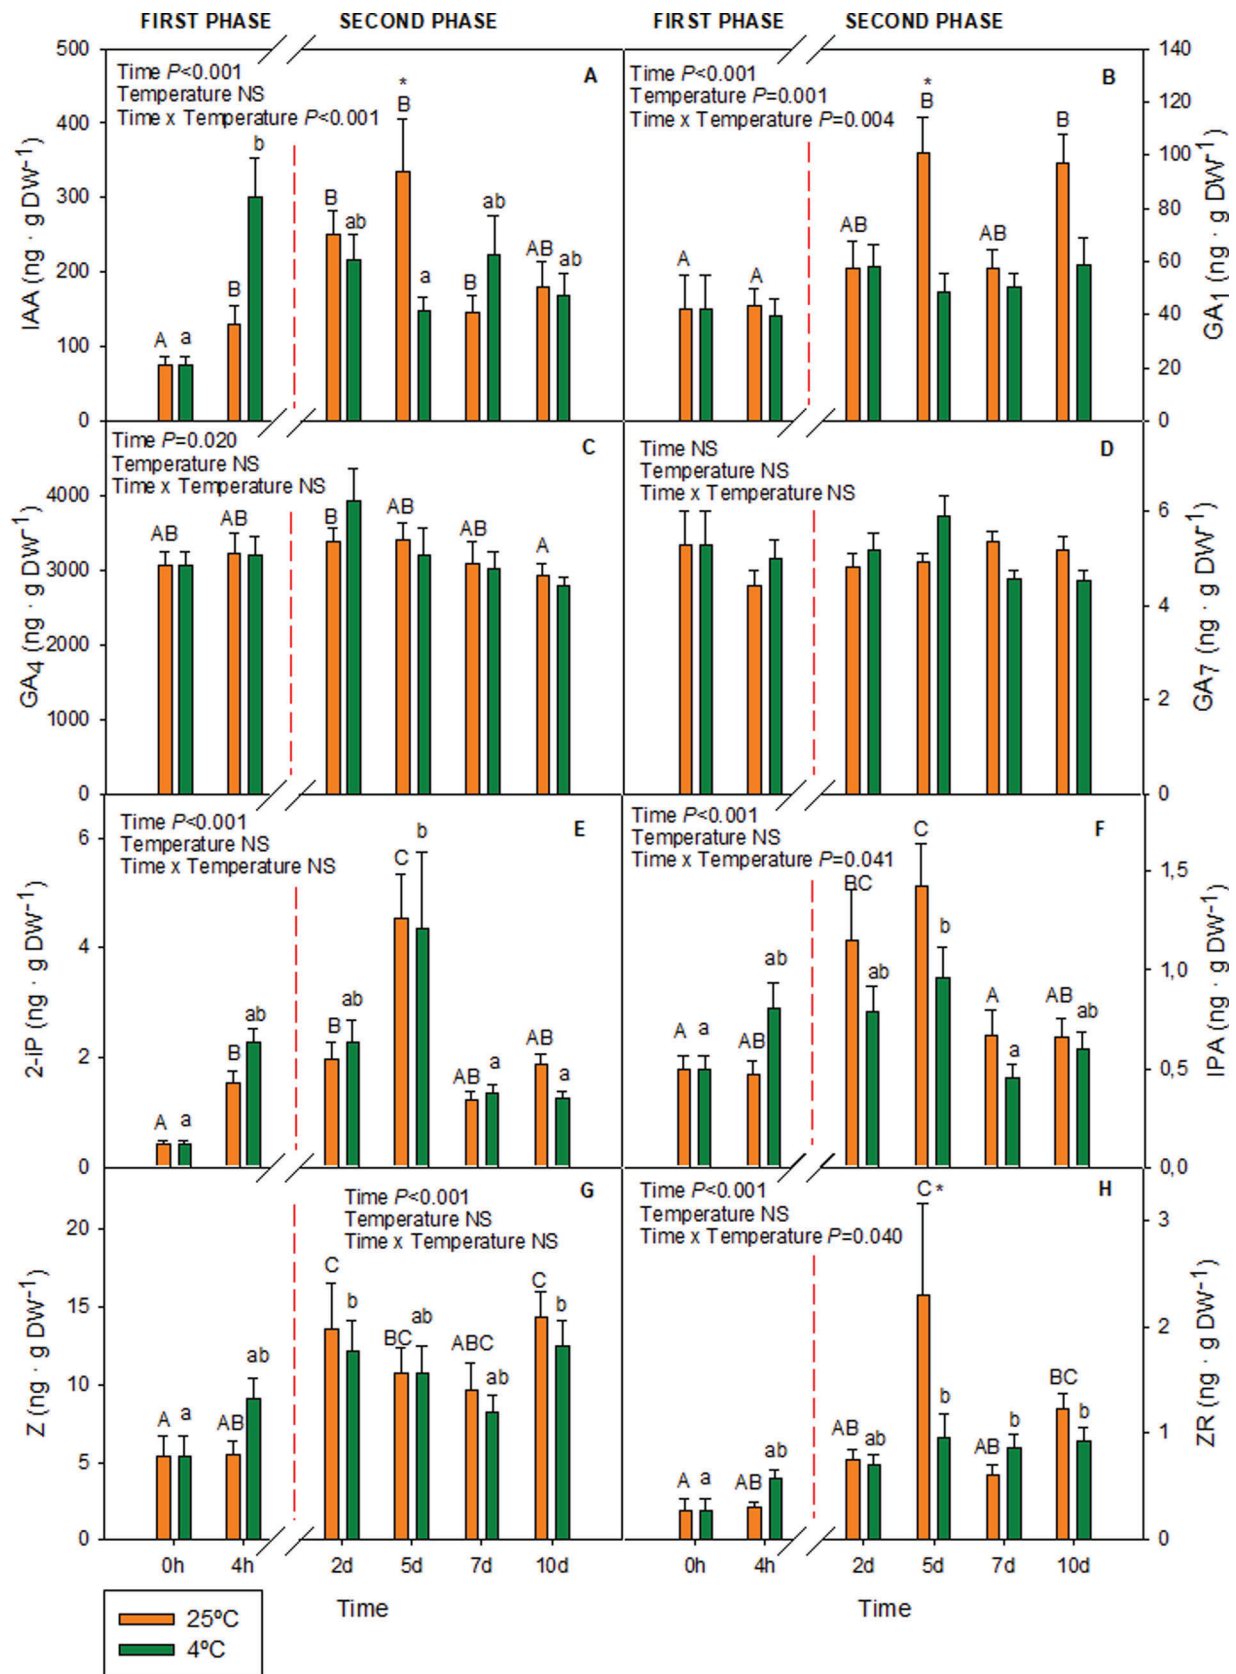 FIRST PHASE SECOND PHASE FIRST PHASE SECOND PHASE
500
400
300
200
100
0
IAA (ng · g DW⁻¹)
Time P<0.001
Temperature NS
Time x Temperature P<0.001
A
*
B
b
B
ab
ab
AB
ab
B
a
B
A a
Time P<0.001
Temperature P=0.001
Time x Temperature P=0.004
B
*
B
B
AB
AB
A
A
140
120
100
80
60
40
20
0
GA₁ (ng · g DW⁻¹)
4000
3000
2000
1000
0
GA₄ (ng · g DW⁻¹)
Time P=0.020
Temperature NS
Time x Temperature NS
C
AB
AB
B
AB
AB
A
Time NS
Temperature NS
Time x Temperature NS
D
6
4
2
0
GA₇ (ng · g DW⁻¹)
6
4
2
0
2-iP (ng · g DW⁻¹)
Time P<0.001
Temperature NS
Time x Temperature NS
E
A a
B
ab
B
ab
C
b
AB
a
AB
a
Time P<0.001
Temperature NS
Time x Temperature P=0.041
F
A a
AB
ab
BC
ab
C
b
A
a
AB
ab
1,5
1,0
0,5
0,0
IPA (ng · g DW⁻¹)
20
15
10
5
0
Z (ng · g DW⁻¹)
Time P<0.001
Temperature NS
Time x Temperature NS
G
A a
AB
ab
C
b
BC
ab
ABC
ab
C
b
Time P<0.001
Temperature NS
Time x Temperature P=0.040
H
A a
AB
ab
AB
ab
C *
b
AB
b
BC
b
3
2
1
0
ZR (ng · g DW⁻¹)
0h 4h 2d 5d 7d 10d 0h 4h 2d 5d 7d 10d
Time Time
25ºC
4ºC